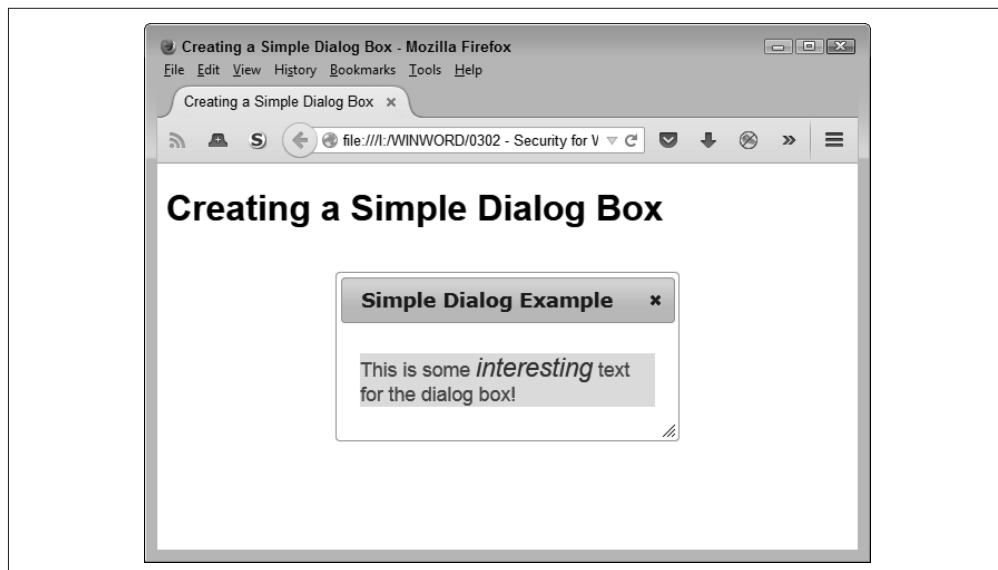 Creating a Simple Dialog Box - Mozilla Firefox
File Edit View History Bookmarks Tools Help
Creating a Simple Dialog Box
S
file:///I:/WINWORD/0302 - Security for V
Creating a Simple Dialog Box
Simple Dialog Example
This is some interesting text
for the dialog box!